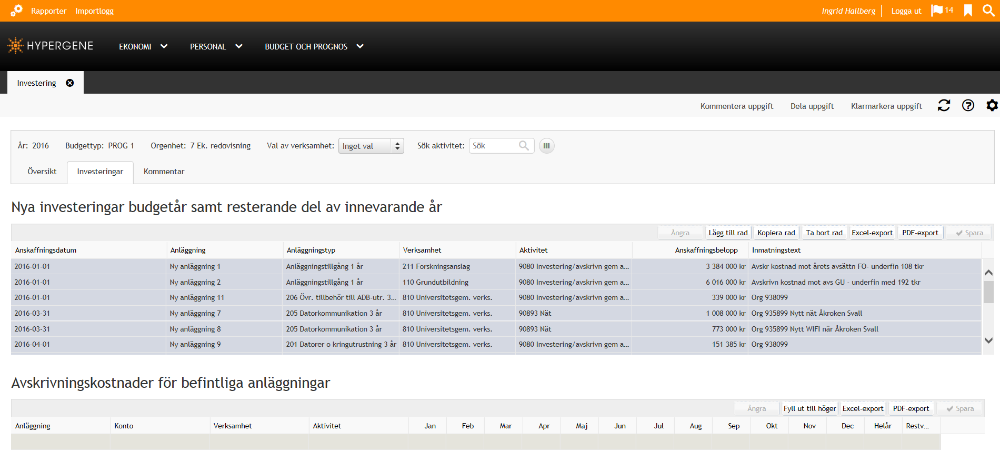 Rapporter Importlogg Ingrid Hallberg Logga ut 14
HYPERGENE EKONOMI PERSONAL BUDGET OCH PROGNOS
Investering
Kommentera uppgift Dela uppgift Klarmarkera uppgift
År: 2016 Budgettyp: PROG 1 Orgenhet: 7 Ek. redovisning Val av verksamhet: Inget val Sök aktivitet: Sök
Översikt Investeringar Kommentar
Nya investeringar budgetår samt resterande del av innevarande år
Ångra Lägg till rad Kopiera rad Ta bort rad Excel-export PDF-export Spara
Anskaffningsdatum Anläggning Anläggningstyp Verksamhet Aktivitet Anskaffningsbelopp Inmatningstext
2016-01-01 Ny anläggning 1 Anläggningstillgång 1 år 211 Forskningsanslag 9080 Investering/avskrivn gem a... 3 384 000 kr Avskr kostnad mot årets avsättn FO- underfin 108 tkr
2016-01-01 Ny anläggning 2 Anläggningstillgång 1 år 110 Grundutbildning 9080 Investering/avskrivn gem a... 6 016 000 kr Avskrivn kostnad mot avs GU - underfin med 192 tkr
2016-01-01 Ny anläggning 11 206 Övr. tillbehör till ADB-utr. 3... 810 Universitetsgem. verks. 9080 Investering/avskrivn gem a... 339 000 kr Org 938099
2016-03-31 Ny anläggning 7 205 Datorkommunikation 3 år 810 Universitetsgem. verks. 90893 Nät 1 008 000 kr Org 935899 Nytt nät Åkroken Svall
2016-03-31 Ny anläggning 8 205 Datorkommunikation 3 år 810 Universitetsgem. verks. 90893 Nät 773 000 kr Org 935899 Nytt WIFI när Åkroken Svall
2016-04-01 Ny anläggning 9 201 Datorer o kringutrustning 3 år 810 Universitetsgem. verks. 9080 Investering/avskrivn gem a... 151 385 kr Org 938099
Avskrivningskostnader för befintliga anläggningar
Ångra Fyll ut till höger Excel-export PDF-export Spara
Anläggning Konto Verksamhet Aktivitet Jan Feb Mar Apr Maj Jun Jul Aug Sep Okt Nov Dec Helår Restv...